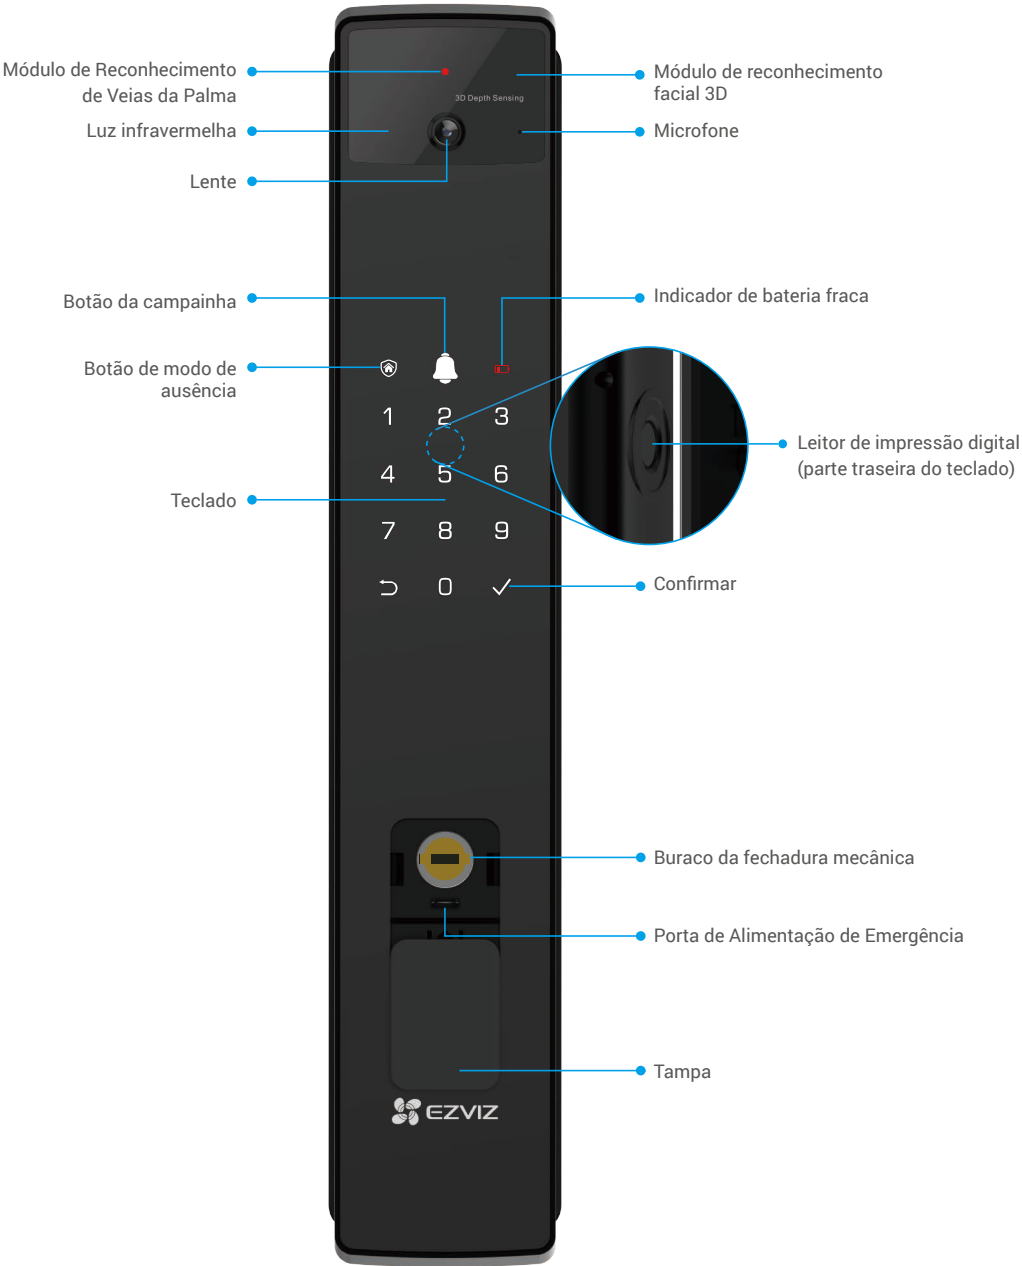 Módulo de Reconhecimento
de Veias da Palma
Módulo de reconhecimento
facial 3D
3D Depth Sensing
Luz infravermelha
Microfone
Lente
Botão da campainha
Indicador de bateria fraca
Botão de modo de
ausência
1 2 3
Leitor de impressão digital
(parte traseira do teclado)
4 5 6
Teclado
7 8 9
0
Confirmar
Buraco da fechadura mecânica
Porta de Alimentação de Emergência
Tampa
EZVIZ